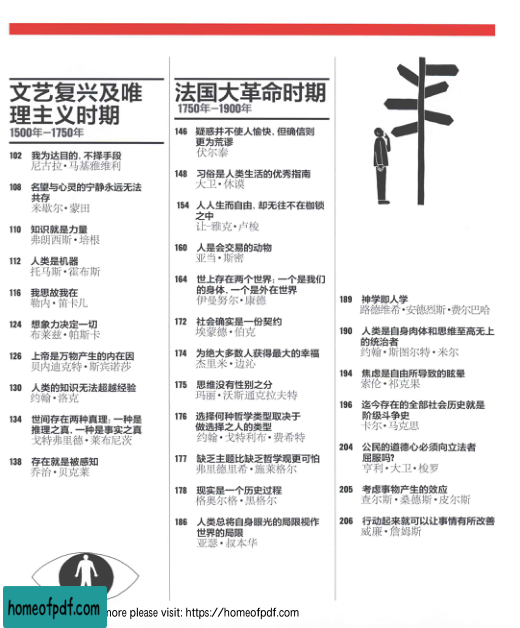 文艺复兴及唯
理主义时期
1500年—1750年
102 我为达目的，不择手段
尼古拉·马基雅维利
108 名望与心灵的宁静永远无法
共存
米歇尔·蒙田
110 知识就是力量
弗朗西斯·培根
112 人类是机器
托马斯·霍布斯
116 我思故我在
勒内·笛卡儿
124 想象力决定一切
布莱兹·帕斯卡
126 上帝是万物产生的内在因
贝内迪克特·斯宾诺莎
130 人类的知识无法超越经验
约翰·洛克
134 世间存在两种真理：一种是
推理之真，一种是事实之真
戈特弗里德·莱布尼茨
138 存在就是被感知
乔治·贝克莱
法国大革命时期
1750年—1900年
146 疑惑并不使人愉快，但确信则
更为荒谬
伏尔泰
148 习俗是人类生活的优秀指南
大卫·休谟
154 人人生而自由，却无往不在枷锁
之中
让-雅克·卢梭
160 人是会交易的动物
亚当·斯密
164 世上存在两个世界：一个是我们
的身体，一个是外在世界
伊曼努尔·康德
172 社会确实是一份契约
埃蒙德·伯克
174 为绝大多数人获得最大的幸福
杰里米·边沁
175 思维没有性别之分
玛丽·沃斯通克拉夫特
176 选择何种哲学类型取决于
做选择之人的类型
约翰·戈特利布·费希特
177 缺乏主题比缺乏哲学观更可怕
弗里德里希·施莱格尔
178 现实是一个历史过程
格奥尔格·黑格尔
186 人类总将自身眼光的局限视作
世界的局限
亚瑟·叔本华
189 神学即人学
路德维希·安德烈斯·费尔巴哈
190 人类是自身肉体和思维至高无上
的统治者
约翰·斯图尔特·米尔
194 焦虑是自由所导致的眩晕
索伦·祁克果
196 迄今存在的全部社会历史就是
阶级斗争史
卡尔·马克思
204 公民的道德心必须向立法者
屈服吗？
亨利·大卫·梭罗
205 考虑事物产生的效应
查尔斯·桑德斯·皮尔斯
206 行动起来就可以让事情有所改善
威廉·詹姆斯
homeofpdf.com
more please visit: https://homeofpdf.com